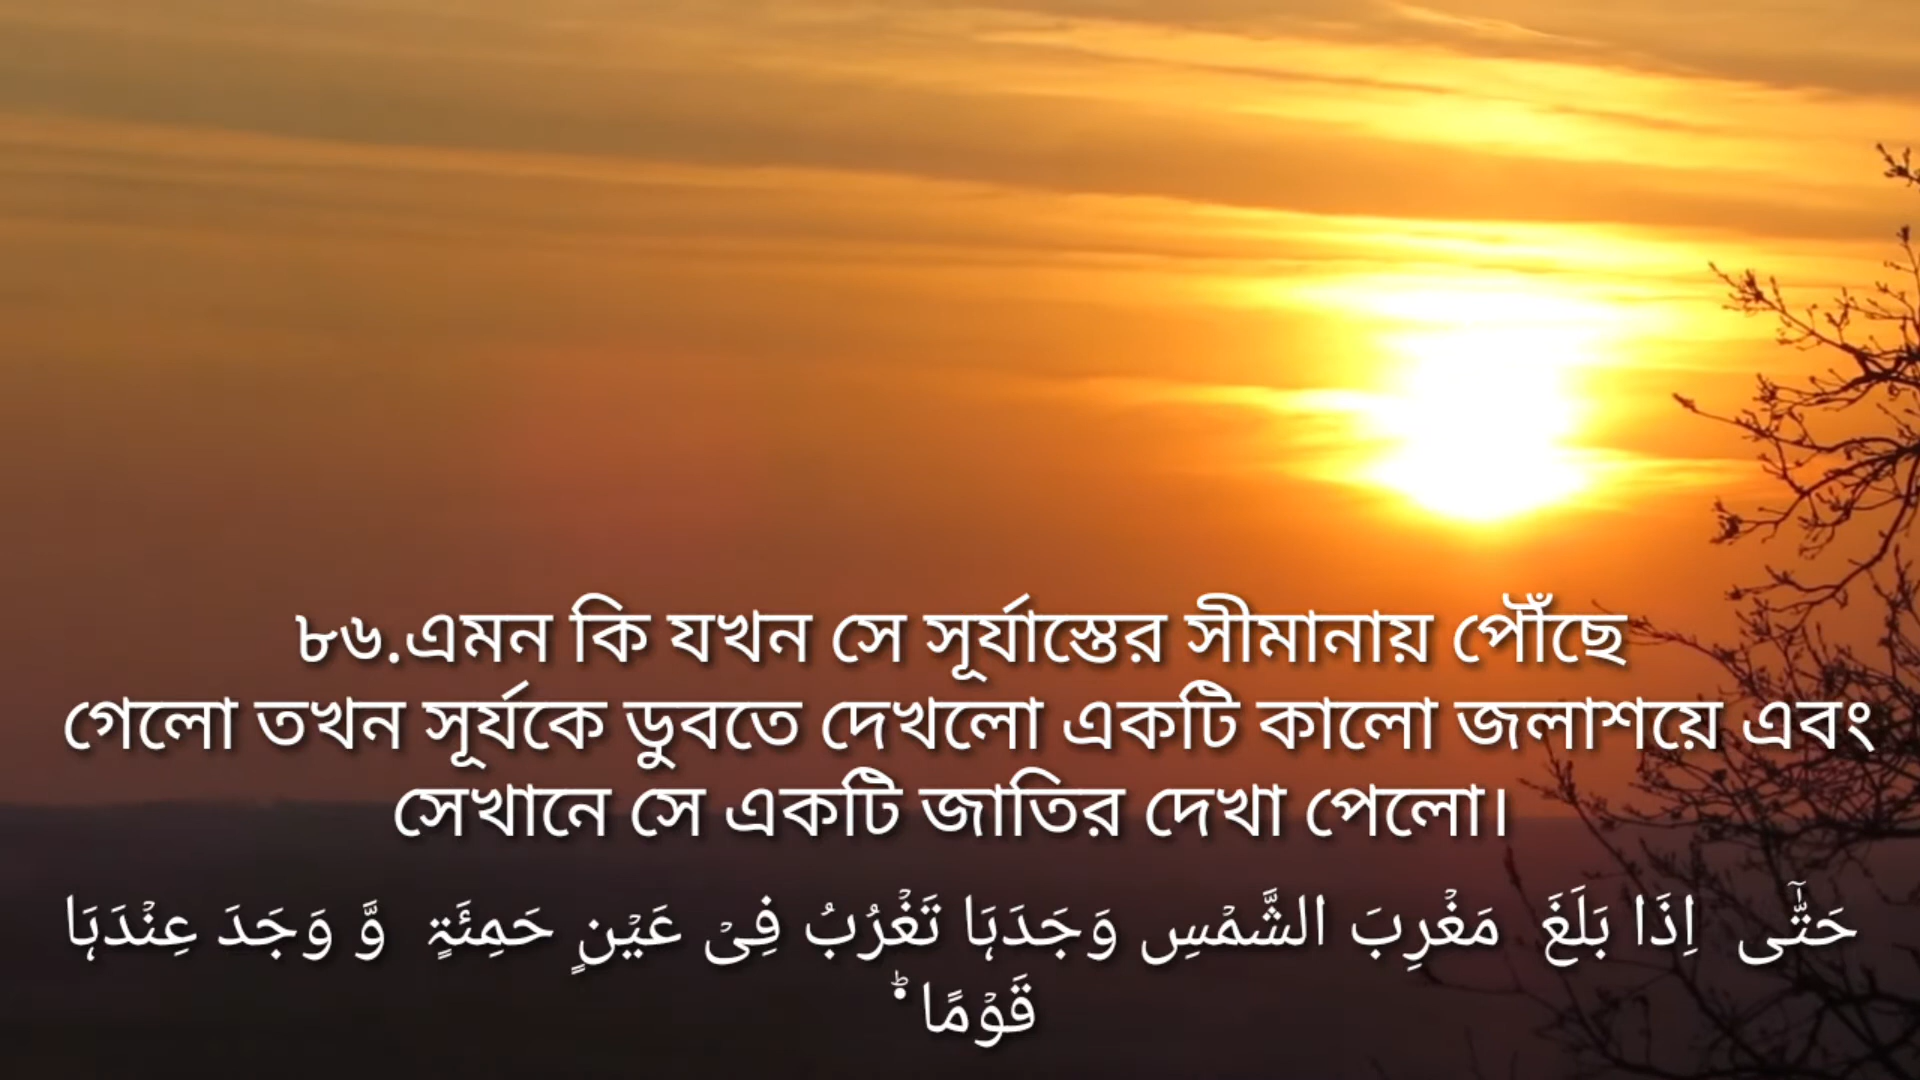 ৮৬.এমন কি যখন সে সূর্যাস্তের সীমানায় পৌঁছে
গেলো তখন সূর্যকে ডুবতে দেখলো একটি কালো জলাশয়ে এবং
সেখানে সে একটি জাতির দেখা পেলো।
حَتّٰۤی اِذَا بَلَغَ مَغْرِبَ الشَّمْسِ وَجَدَہَا تَغْرُبُ فِیْ عَیْنٍ حَمِئَۃٍ وَّ وَجَدَ عِنْدَہَا
قَوْمًا ؕ